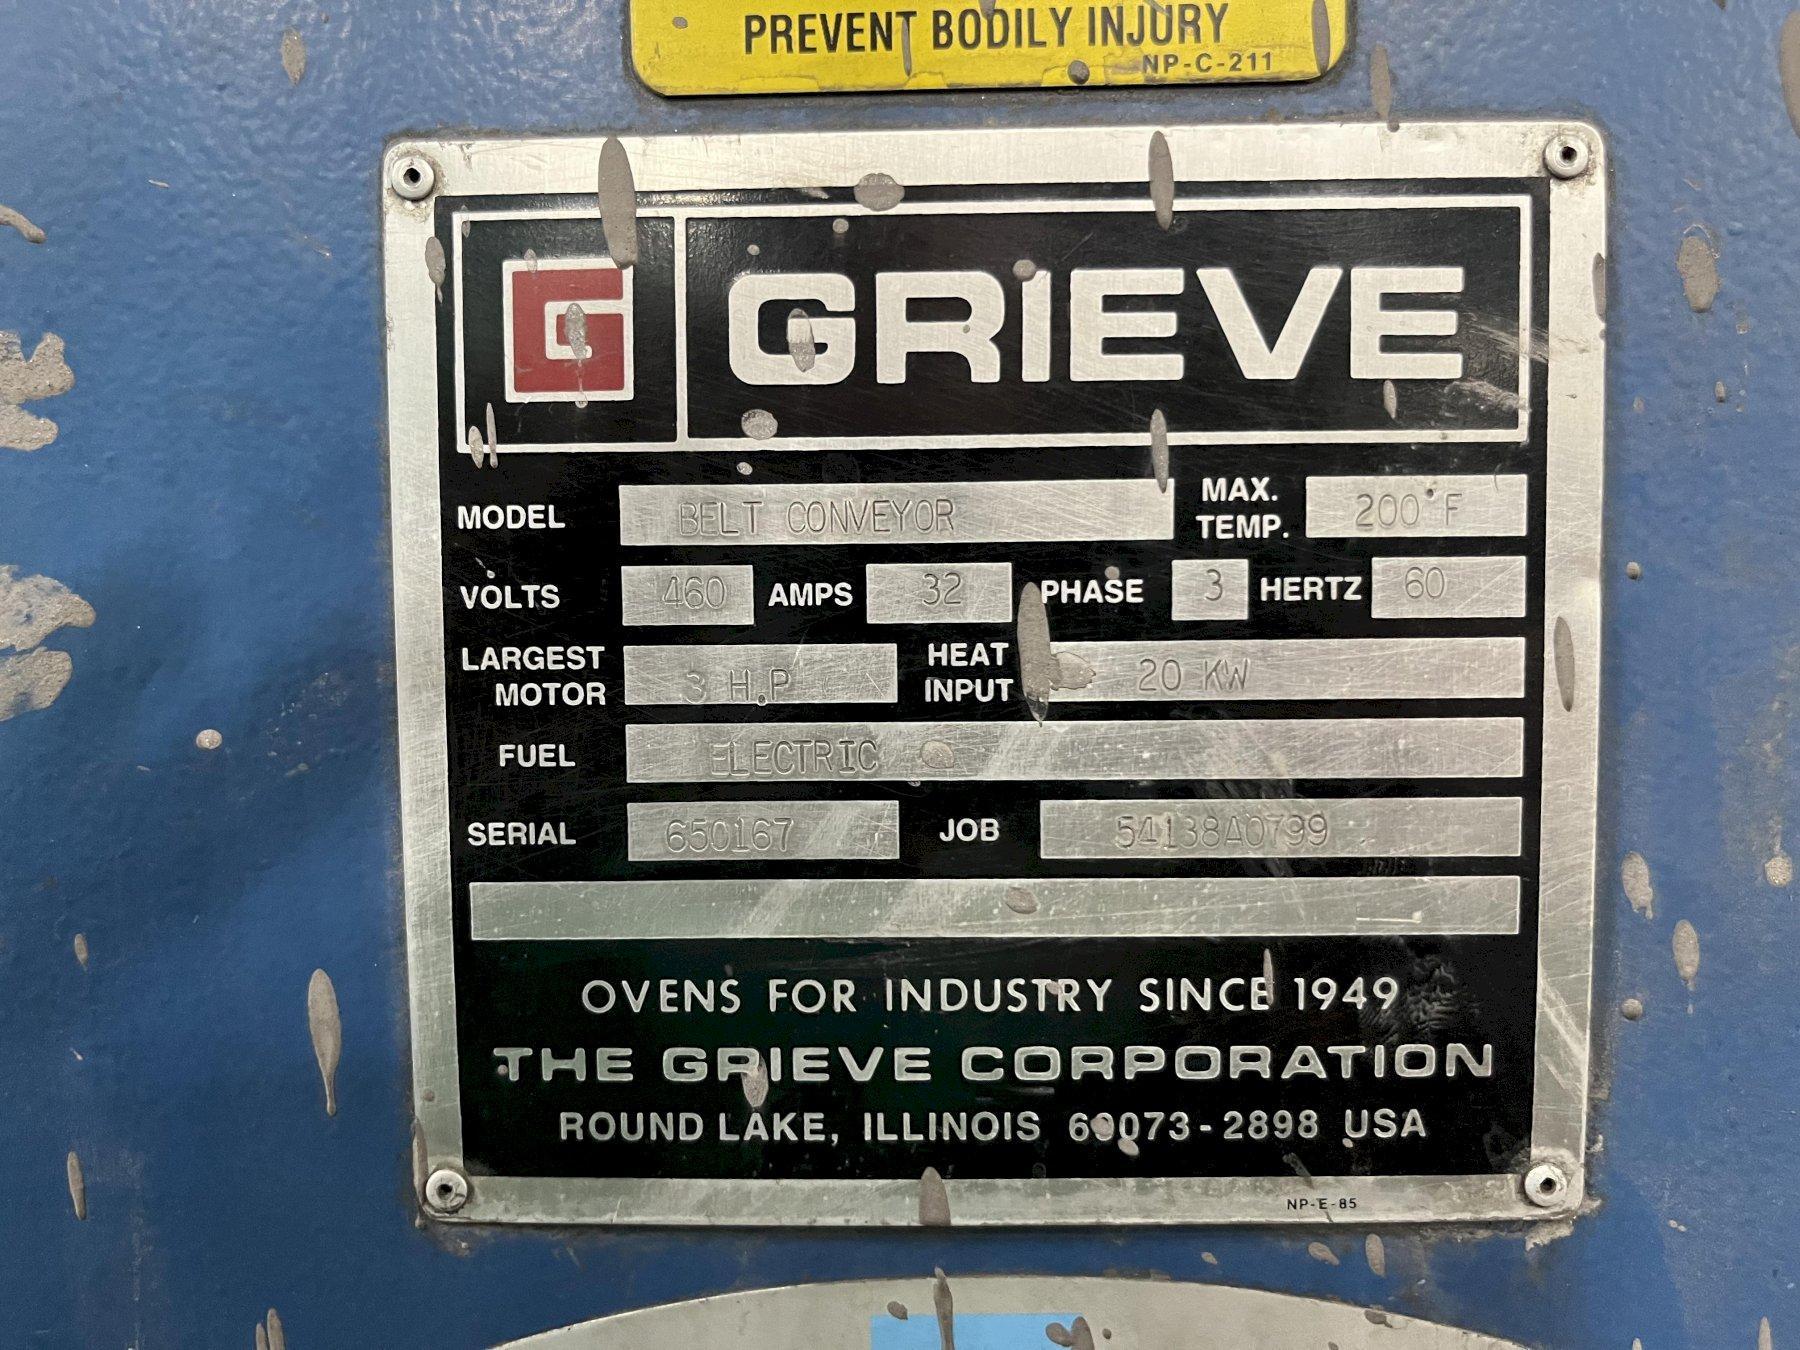 PREVENT BODILY INJURY
NP-C-211
G GRIEVE
MODEL BELT CONVEYOR MAX. TEMP. 200°F
VOLTS 460 AMPS 32 PHASE 3 HERTZ 60
LARGEST MOTOR 3 H.P HEAT INPUT 20 KW
FUEL ELECTRIC
SERIAL 650167 JOB 54138A0799
OVENS FOR INDUSTRY SINCE 1949
THE GRIEVE CORPORATION
ROUND LAKE, ILLINOIS 60073-2898 USA
NP-E-85